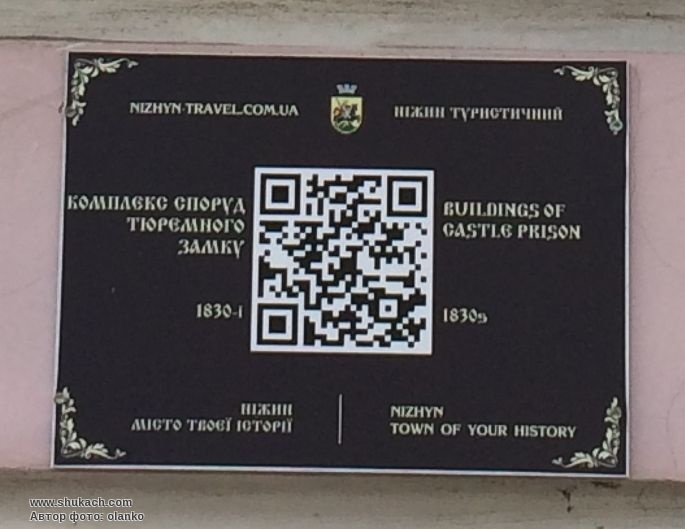 NIZHYN-TRAVEL.COM.UA
НІЖИН ТУРИСТИЧНИЙ
КОМПЛЕКС СПОРУД
ТЮРЕМНОГО
ЗАМКУ
1830-І
BUILDINGS OF
CASTLE PRISON
1830s
НІЖИН
МІСТО ТВОЄЇ ІСТОРІЇ
NIZHYN
TOWN OF YOUR HISTORY
www.shukach.com
Автор фото: olanko